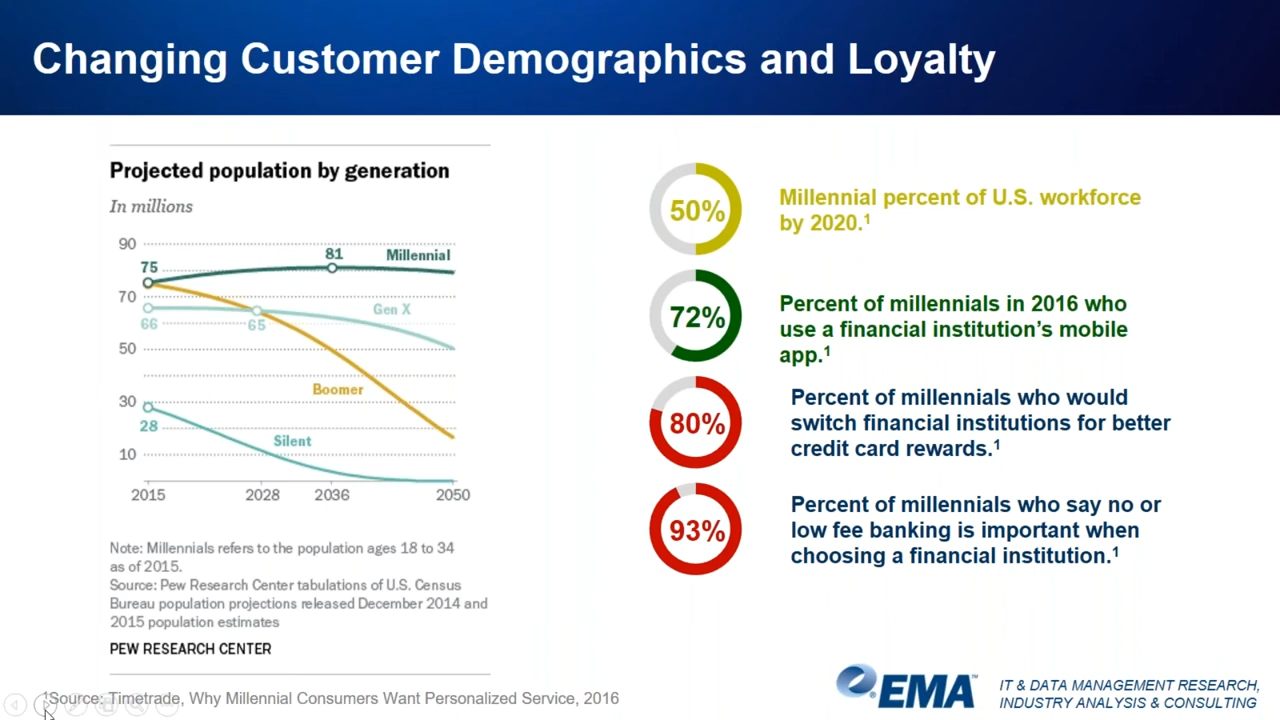 Changing Customer Demographics and Loyalty
Projected population by generation
In millions
90
81
Millennial
75
70
Gen X
66
65
50
Boomer
30
28
Silent
10
2015
2028
2036
2050
Note: Millennials refers to the population ages 18 to 34
as of 2015.
Source: Pew Research Center tabulations of U.S. Census
Bureau population projections released December 2014 and
2015 population estimates
PEW RESEARCH CENTER
50%
Millennial percent of U.S. workforce
by 2020.¹
72%
Percent of millennials in 2016 who
use a financial institution’s mobile
app.¹
80%
Percent of millennials who would
switch financial institutions for better
credit card rewards.¹
93%
Percent of millennials who say no or
low fee banking is important when
choosing a financial institution.¹
¹Source: Timetrade, Why Millennial Consumers Want Personalized Service, 2016
EMA™
IT & DATA MANAGEMENT RESEARCH,
INDUSTRY ANALYSIS & CONSULTING